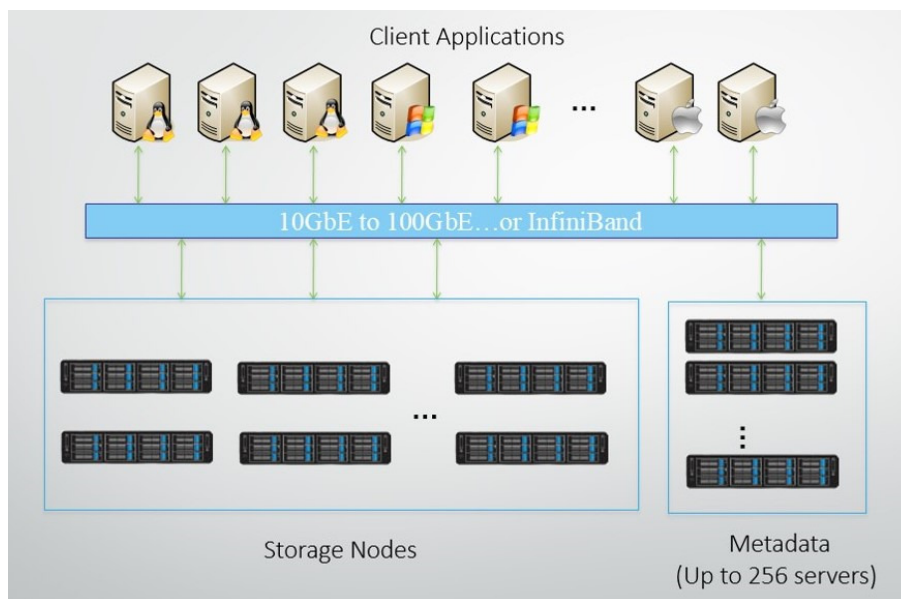 Client Applications
...
10GbE to 100GbE...or InfiniBand
...
Storage Nodes
Metadata
(Up to 256 servers)